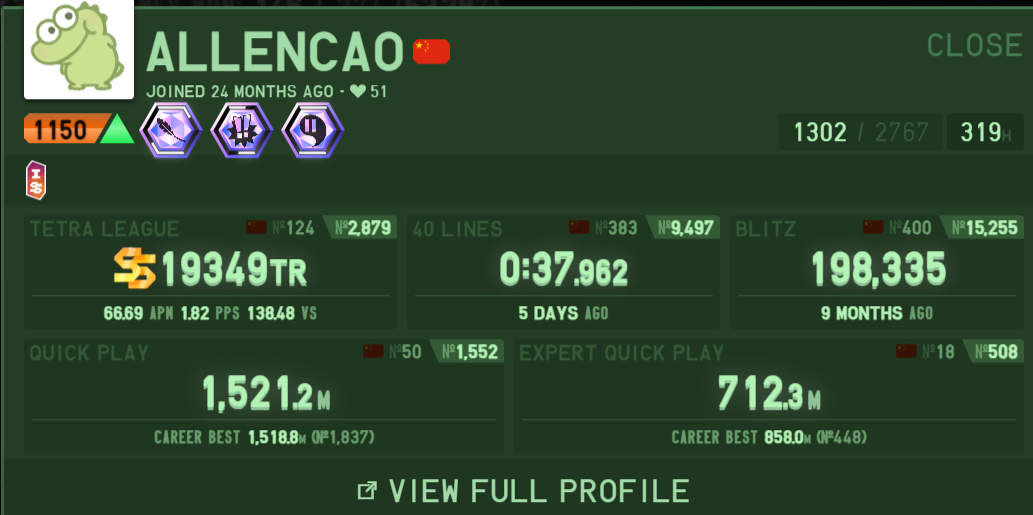 ALLENCAO
CLOSE
JOINED 24 MONTHS AGO - ♥ 51
1150
1302 / 2767 319H
I
SS
TETRA LEAGUE Nº124 Nº2,879
SS 19349TR
66.69 APM 1.82 PPS 138.48 VS
40 LINES Nº383 Nº9,497
0:37.962
5 DAYS AGO
BLITZ Nº400 Nº15,255
198,335
9 MONTHS AGO
QUICK PLAY Nº50 Nº1,552
1,521.2M
CAREER BEST 1,518.8M (Nº1,837)
EXPERT QUICK PLAY Nº18 Nº508
712.3M
CAREER BEST 858.0M (Nº448)
VIEW FULL PROFILE